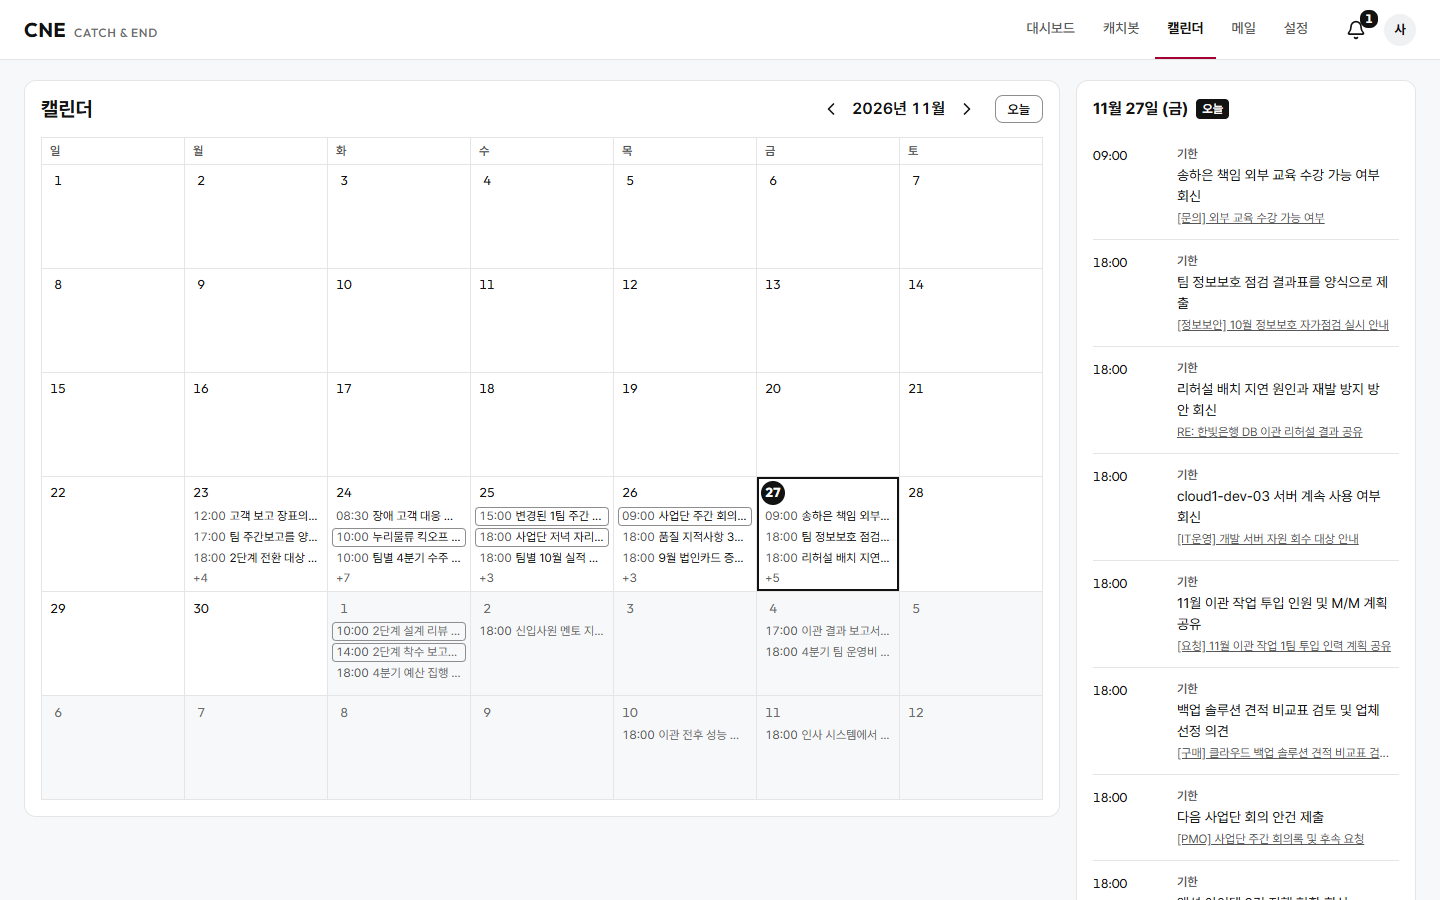 CNE CATCH & END
대시보드 캐치봇 캘린더 메일 설정 1 사
캘린더
2026년 11월 오늘
일 월 화 수 목 금 토
1 2 3 4 5 6 7
8 9 10 11 12 13 14
15 16 17 18 19 20 21
22 23 24 25 26 27 28
12:00 고객 보고 장표의...
17:00 팀 주간보고를 양...
18:00 2단계 전환 대상 ...
+4
08:30 장애 고객 대응 ...
10:00 누리물류 킥오프 ...
10:00 팀별 4분기 수주 ...
+7
15:00 변경된 1팀 주간 ...
18:00 사업단 저녁 자리...
18:00 팀별 10월 실적 ...
+3
09:00 사업단 주간 회의...
18:00 품질 지적사항 3...
18:00 9월 법인카드 증...
+3
09:00 송하은 책임 외부...
18:00 팀 정보보호 점검...
18:00 리허설 배치 지연...
+5
29 30 1 2 3 4 5
10:00 2단계 설계 리뷰 ...
14:00 2단계 착수 보고...
18:00 4분기 예산 집행 ...
18:00 신입사원 멘토 지...
17:00 이관 결과 보고서...
18:00 4분기 팀 운영비 ...
6 7 8 9 10 11 12
18:00 이관 전후 성능 ...
18:00 인사 시스템에서 ...
11월 27일 (금) 오늘
09:00 기한
송하은 책임 외부 교육 수강 가능 여부
회신
[문의] 외부 교육 수강 가능 여부
18:00 기한
팀 정보보호 점검 결과표를 양식으로 제
출
[정보보안] 10월 정보보호 자가점검 실시 안내
18:00 기한
리허설 배치 지연 원인과 재발 방지 방
안 회신
RE: 한빛은행 DB 이관 리허설 결과 공유
18:00 기한
cloud1-dev-03 서버 계속 사용 여부
회신
[IT운영] 개발 서버 자원 회수 대상 안내
18:00 기한
11월 이관 작업 투입 인원 및 M/M 계획
공유
[요청] 11월 이관 작업 1팀 투입 인력 계획 공유
18:00 기한
백업 솔루션 견적 비교표 검토 및 업체
선정 의견
[구매] 클라우드 백업 솔루션 견적 비교표 검...
18:00 기한
다음 사업단 회의 안건 제출
[PMO] 사업단 주간 회의록 및 후속 요청
18:00 기한